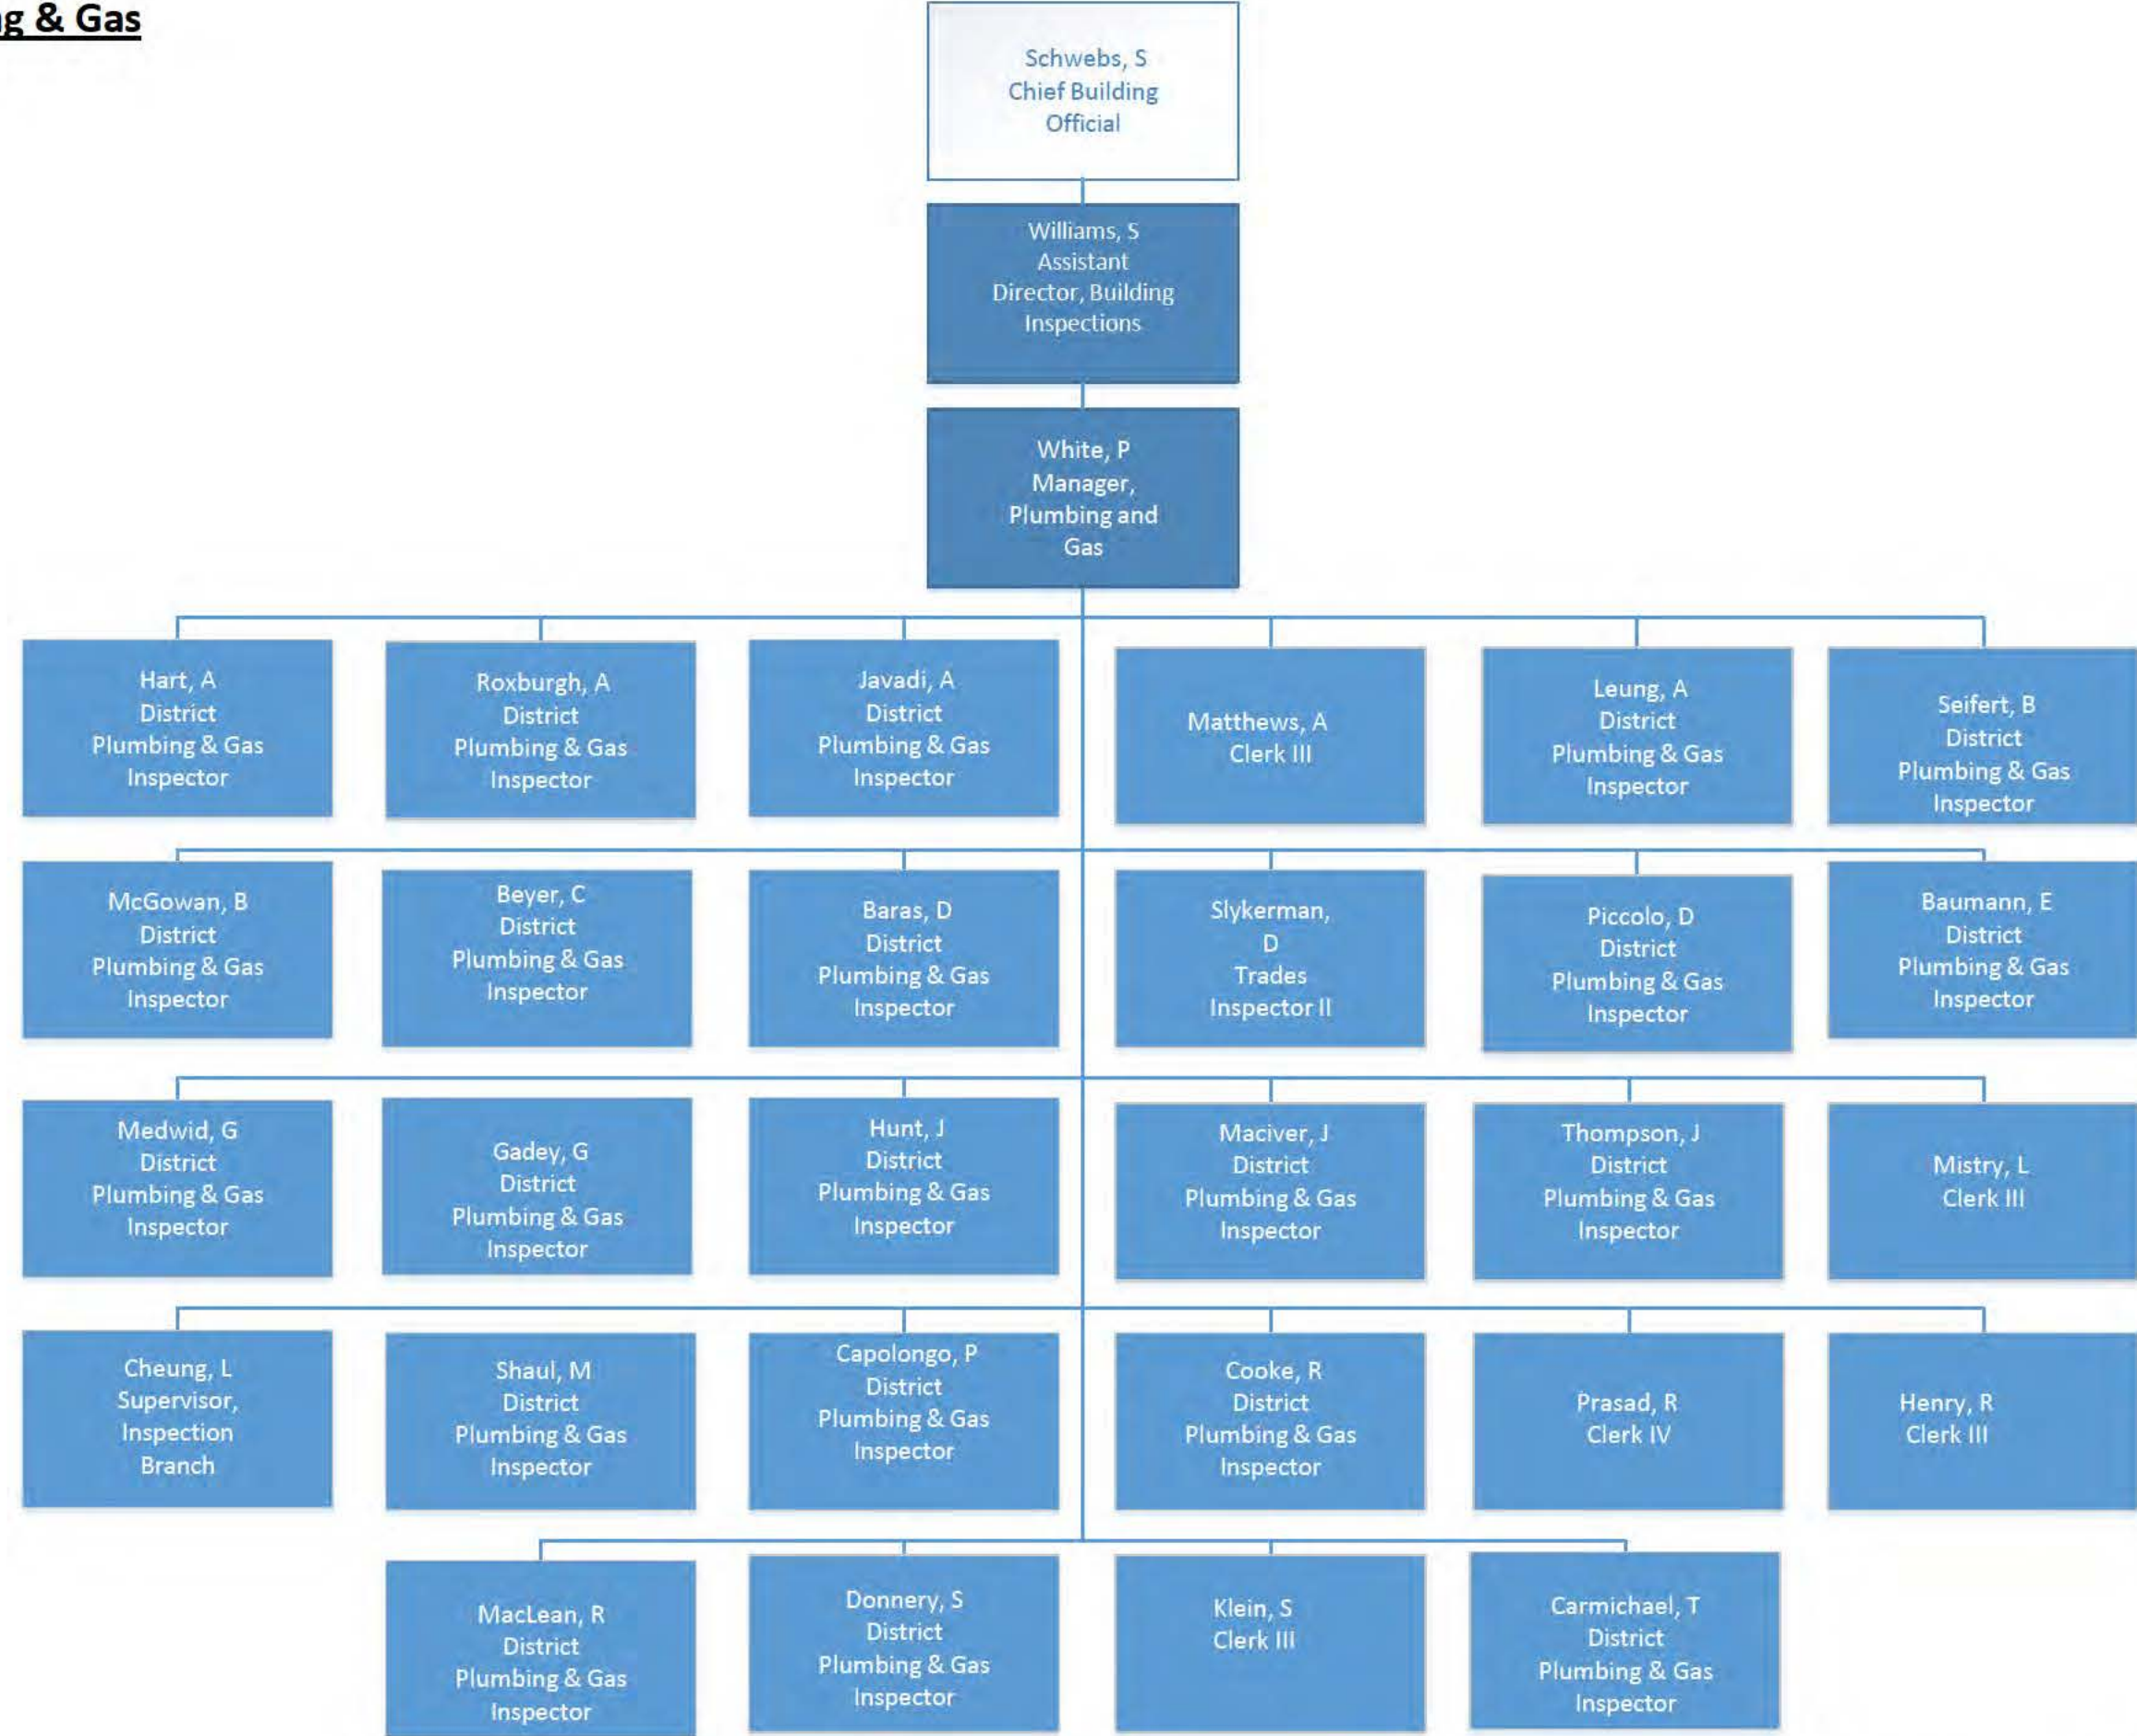 & Gas
Schwebs, S
Chief Building
Official
Williams, S
Assistant
Director, Building
Inspections
White, P
Manager,
Plumbing and
Gas
Hart, A
District
Plumbing & Gas
Inspector
Roxburgh, A
District
Plumbing & Gas
Inspector
Javadi, A
District
Plumbing & Gas
Inspector
Matthews, A
Clerk III
Leung, A
District
Plumbing & Gas
Inspector
Seifert, B
District
Plumbing & Gas
Inspector
McGowan, B
District
Plumbing & Gas
Inspector
Beyer, C
District
Plumbing & Gas
Inspector
Baras, D
District
Plumbing & Gas
Inspector
Slykerman,
D
Trades
Inspector II
Piccolo, D
District
Plumbing & Gas
Inspector
Baumann, E
District
Plumbing & Gas
Inspector
Medwid, G
District
Plumbing & Gas
Inspector
Gadey, G
District
Plumbing & Gas
Inspector
Hunt, J
District
Plumbing & Gas
Inspector
Maciver, J
District
Plumbing & Gas
Inspector
Thompson, J
District
Plumbing & Gas
Inspector
Mistry, L
Clerk III
Cheung, L
Supervisor,
Inspection
Branch
Shaul, M
District
Plumbing & Gas
Inspector
Capolongo, P
District
Plumbing & Gas
Inspector
Cooke, R
District
Plumbing & Gas
Inspector
Prasad, R
Clerk IV
Henry, R
Clerk III
MacLean, R
District
Plumbing & Gas
Inspector
Donnery, S
District
Plumbing & Gas
Inspector
Klein, S
Clerk III
Carmichael, T
District
Plumbing & Gas
Inspector